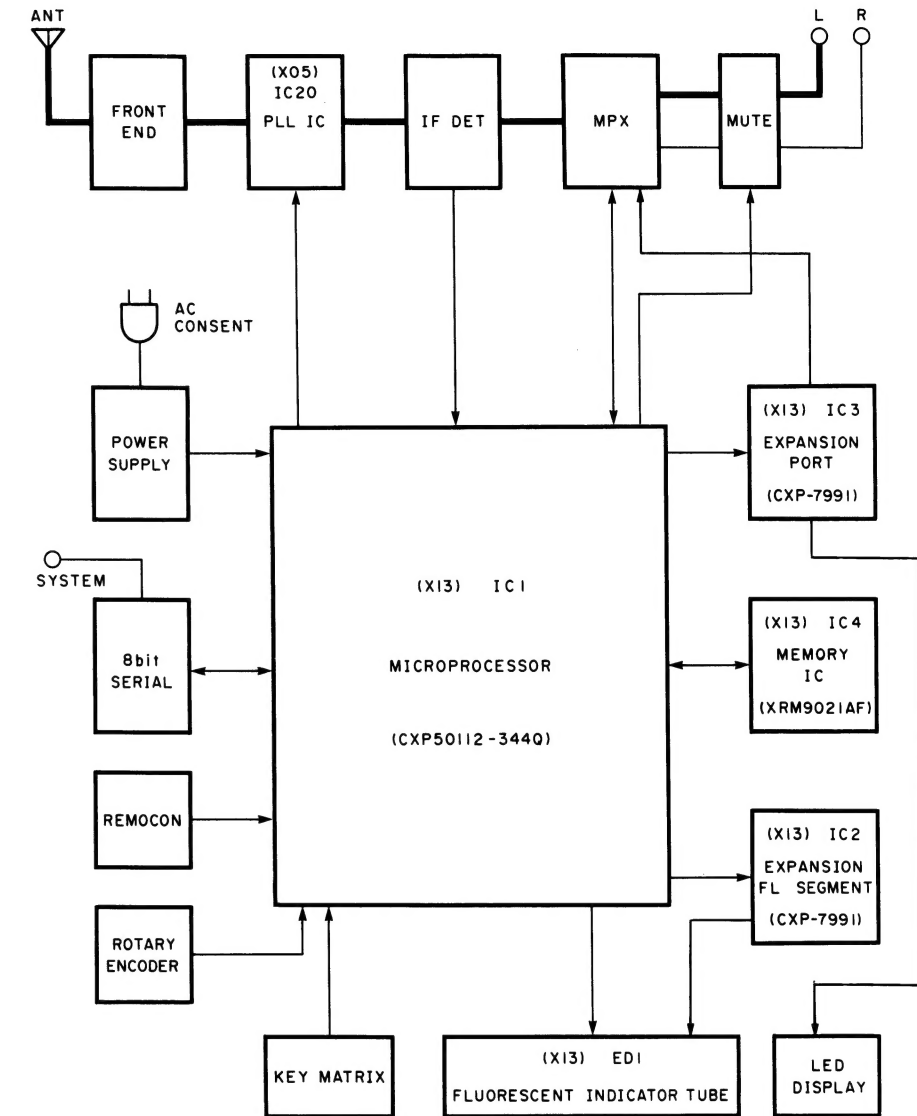 ANT
L R
FRONT
END
(X05)
IC20
PLL IC
IF DET
MPX
MUTE
AC
CONSENT
POWER
SUPPLY
(X13) IC3
EXPANSION
PORT
(CXP-7991)
SYSTEM
8bit
SERIAL
(X13) IC1
MICROPROCESSOR
(CXP50112-344Q)
(X13) IC4
MEMORY
IC
(XRM9021AF)
REMOCON
(X13) IC2
EXPANSION
FL SEGMENT
(CXP-7991)
ROTARY
ENCODER
KEY MATRIX
(X13) ED1
FLUORESCENT INDICATOR TUBE
LED
DISPLAY